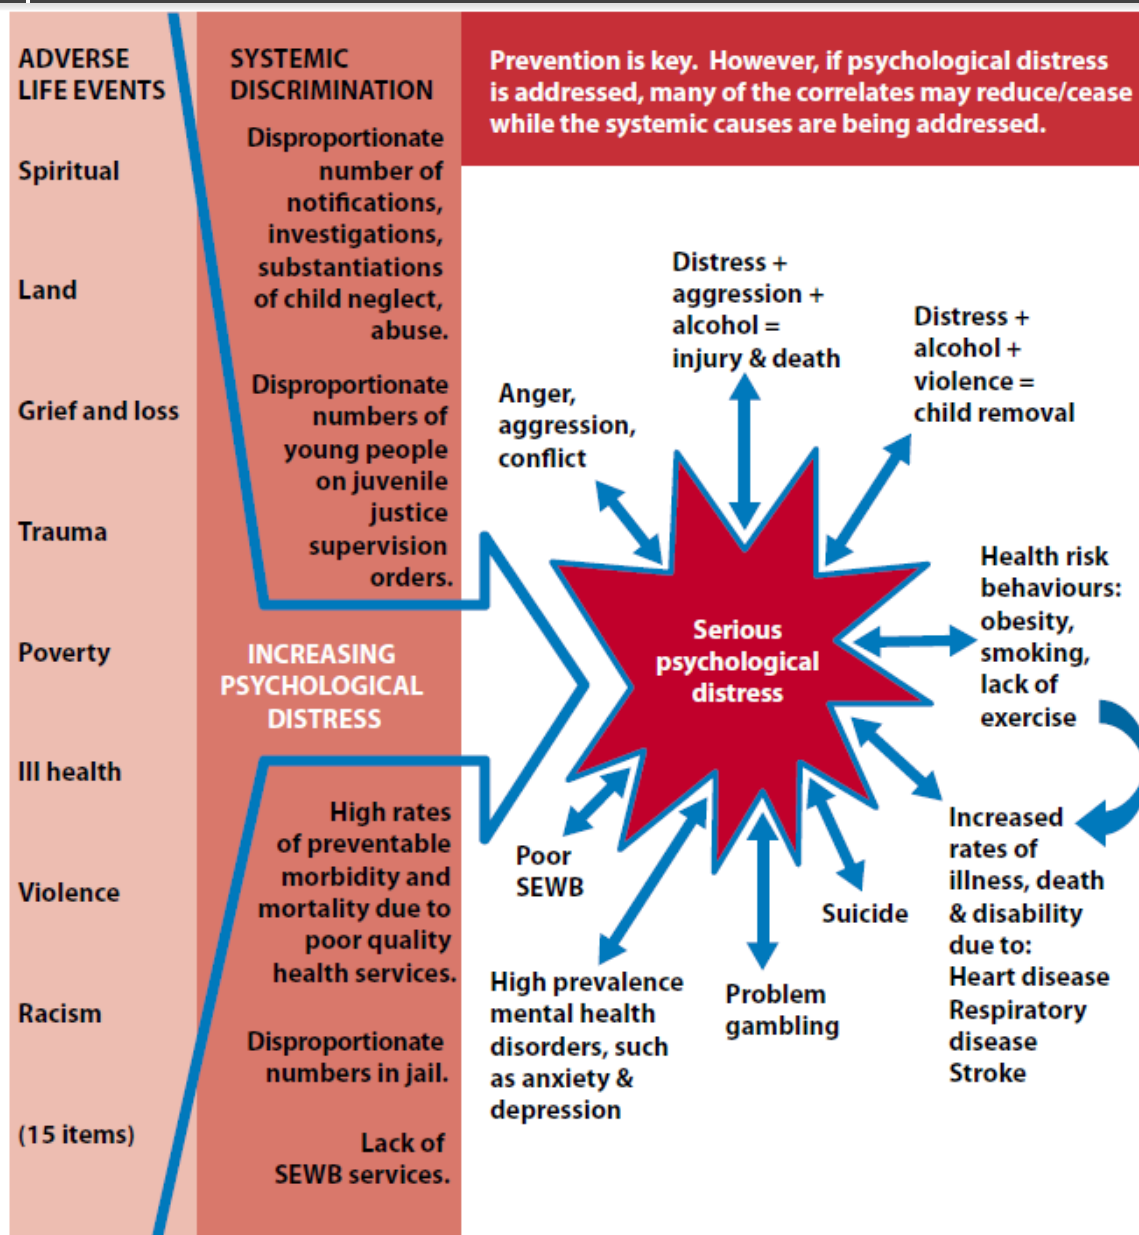 ADVERSE
LIFE EVENTS
Spiritual
Land
Grief and loss
Trauma
Poverty
Ill health
Violence
Racism
(15 items)
SYSTEMIC
DISCRIMINATION
Disproportionate
number of
notifications,
investigations,
substantiations
of child neglect,
abuse.
Disproportionate
numbers of
young people
on juvenile
justice
supervision
orders.
INCREASING
PSYCHOLOGICAL
DISTRESS
High rates
of preventable
morbidity and
mortality due to
poor quality
health services.
Disproportionate
numbers in jail.
Lack of
SEWB services.
Prevention is key. However, if psychological distress
is addressed, many of the correlates may reduce/cease
while the systemic causes are being addressed.
Anger,
aggression,
conflict
Distress +
aggression +
alcohol =
injury & death
Distress +
alcohol +
violence =
child removal
Serious
psychological
distress
Health risk
behaviours:
obesity,
smoking,
lack of
exercise
Increased
rates of
illness, death
& disability
due to:
Heart disease
Respiratory
disease
Stroke
Suicide
Problem
gambling
High prevalence
mental health
disorders, such
as anxiety &
depression
Poor
SEWB